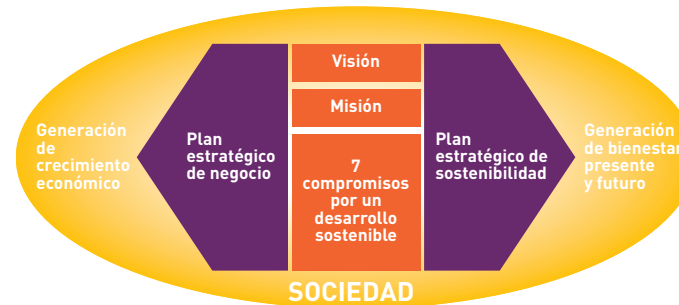 Visión
Misión
Generación
de
crecimiento
económico
Plan
estratégico
de negocio
7
compromisos
por un
desarrollo
sostenible
Plan
estratégico de
sostenibilidad
Generación
de bienestar
presente
y futuro
SOCIEDAD